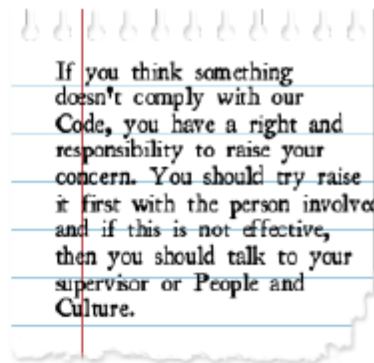 If you think something
doesn't comply with our
Code, you have a right and
responsibility to raise your
concern. You should try raise
it first with the person involved
and if this is not effective,
then you should talk to your
supervisor or People and
Culture.